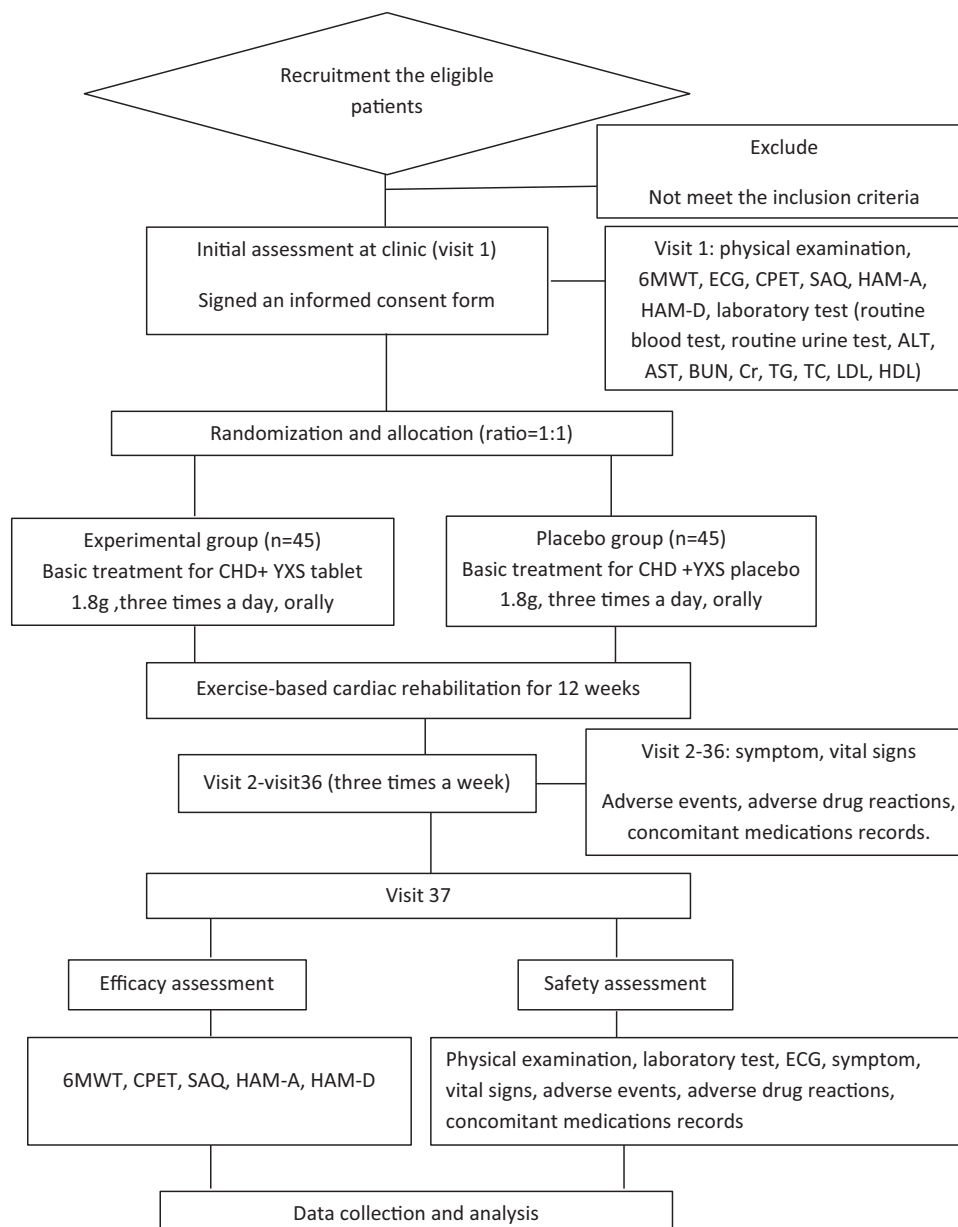 Recruitment the eligible
patients
Exclude
Not meet the inclusion criteria
Initial assessment at clinic (visit 1)
Signed an informed consent form
Visit 1: physical examination,
6MWT, ECG, CPET, SAQ, HAM-A,
HAM-D, laboratory test (routine
blood test, routine urine test, ALT,
AST, BUN, Cr, TG, TC, LDL, HDL)
Randomization and allocation (ratio=1:1)
Experimental group (n=45)
Basic treatment for CHD+ YXS tablet
1.8g ,three times a day, orally
Placebo group (n=45)
Basic treatment for CHD +YXS placebo
1.8g, three times a day, orally
Exercise-based cardiac rehabilitation for 12 weeks
Visit 2-visit36 (three times a week)
Visit 2-36: symptom, vital signs
Adverse events, adverse drug reactions,
concomitant medications records.
Visit 37
Efficacy assessment
Safety assessment
6MWT, CPET, SAQ, HAM-A, HAM-D
Physical examination, laboratory test, ECG, symptom,
vital signs, adverse events, adverse drug reactions,
concomitant medications records
Data collection and analysis